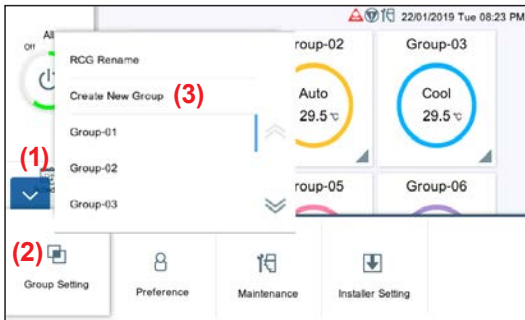 22/01/2019 Tue 08:23 PM
All
Off
RCG Rename
Create New Group (3)
Group-01
Group-02
Group-03
roup-02
Auto
29.5 ℃
Group-03
Cool
29.5 ℃
(1)
roup-05
Group-06
(2)
Group Setting
Preference
Maintenance
Installer Setting